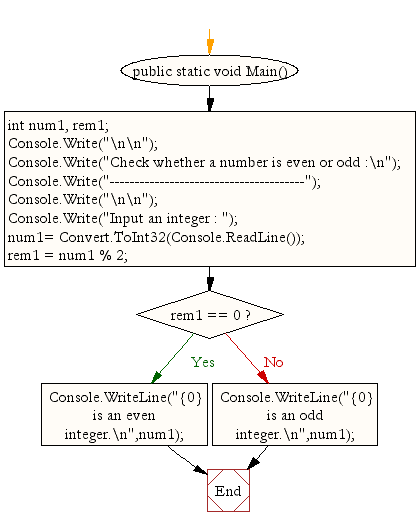 public static void Main()
int num1, rem1;
Console.Write("\n\n");
Console.Write("Check whether a number is even or odd :\n");
Console.Write("---------------------------------------");
Console.Write("\n\n");
Console.Write("Input an integer : ");
num1= Convert.ToInt32(Console.ReadLine());
rem1 = num1 % 2;
rem1 == 0 ?
Yes
No
Console.WriteLine("{0}
is an even
integer.\n",num1);
Console.WriteLine("{0}
is an odd
integer.\n",num1);
End